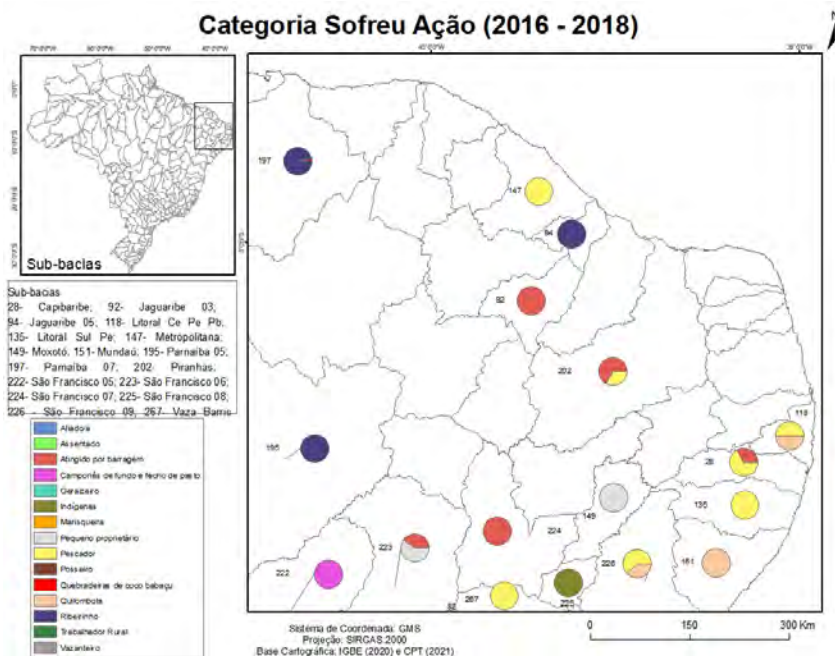 Categoria Sofreu Ação (2016 - 2018)
N
Sub-bacias
Sub-bacias
28- Capibaribe; 92- Jaguaribe 03;
94- Jaguaribe 05; 118- Litoral Ce Pe Pb;
135- Litoral Sul Pe; 147- Metropolitana;
149- Moxotó; 151- Mundaú; 195- Parnaíba 05;
197- Parnaíba 07; 202- Piranhas;
222- São Francisco 05; 223- São Francisco 06;
224- São Francisco 07; 225- São Francisco 08;
226 - São Francisco 09; 267- Vaza Barris
Assentado
Atingido por barragem
Camponês de fundo e fecho de pasto
Geraizeiro
Indígenas
Marisqueira
Pequeno proprietário
Pescador
Posseiro
Quebradeiras de coco babaçu
Quilombola
Ribeirinho
Trabalhador Rural
Vazanteiro
197
147
94
92
202
118
195
28
135
149
224
223
226
151
222
267
Sistema de Coordenada: GMS
Projeção: SIRGAS 2000
Base Cartográfica: IGBE (2020) e CPT (2021)
0 150 300 Km